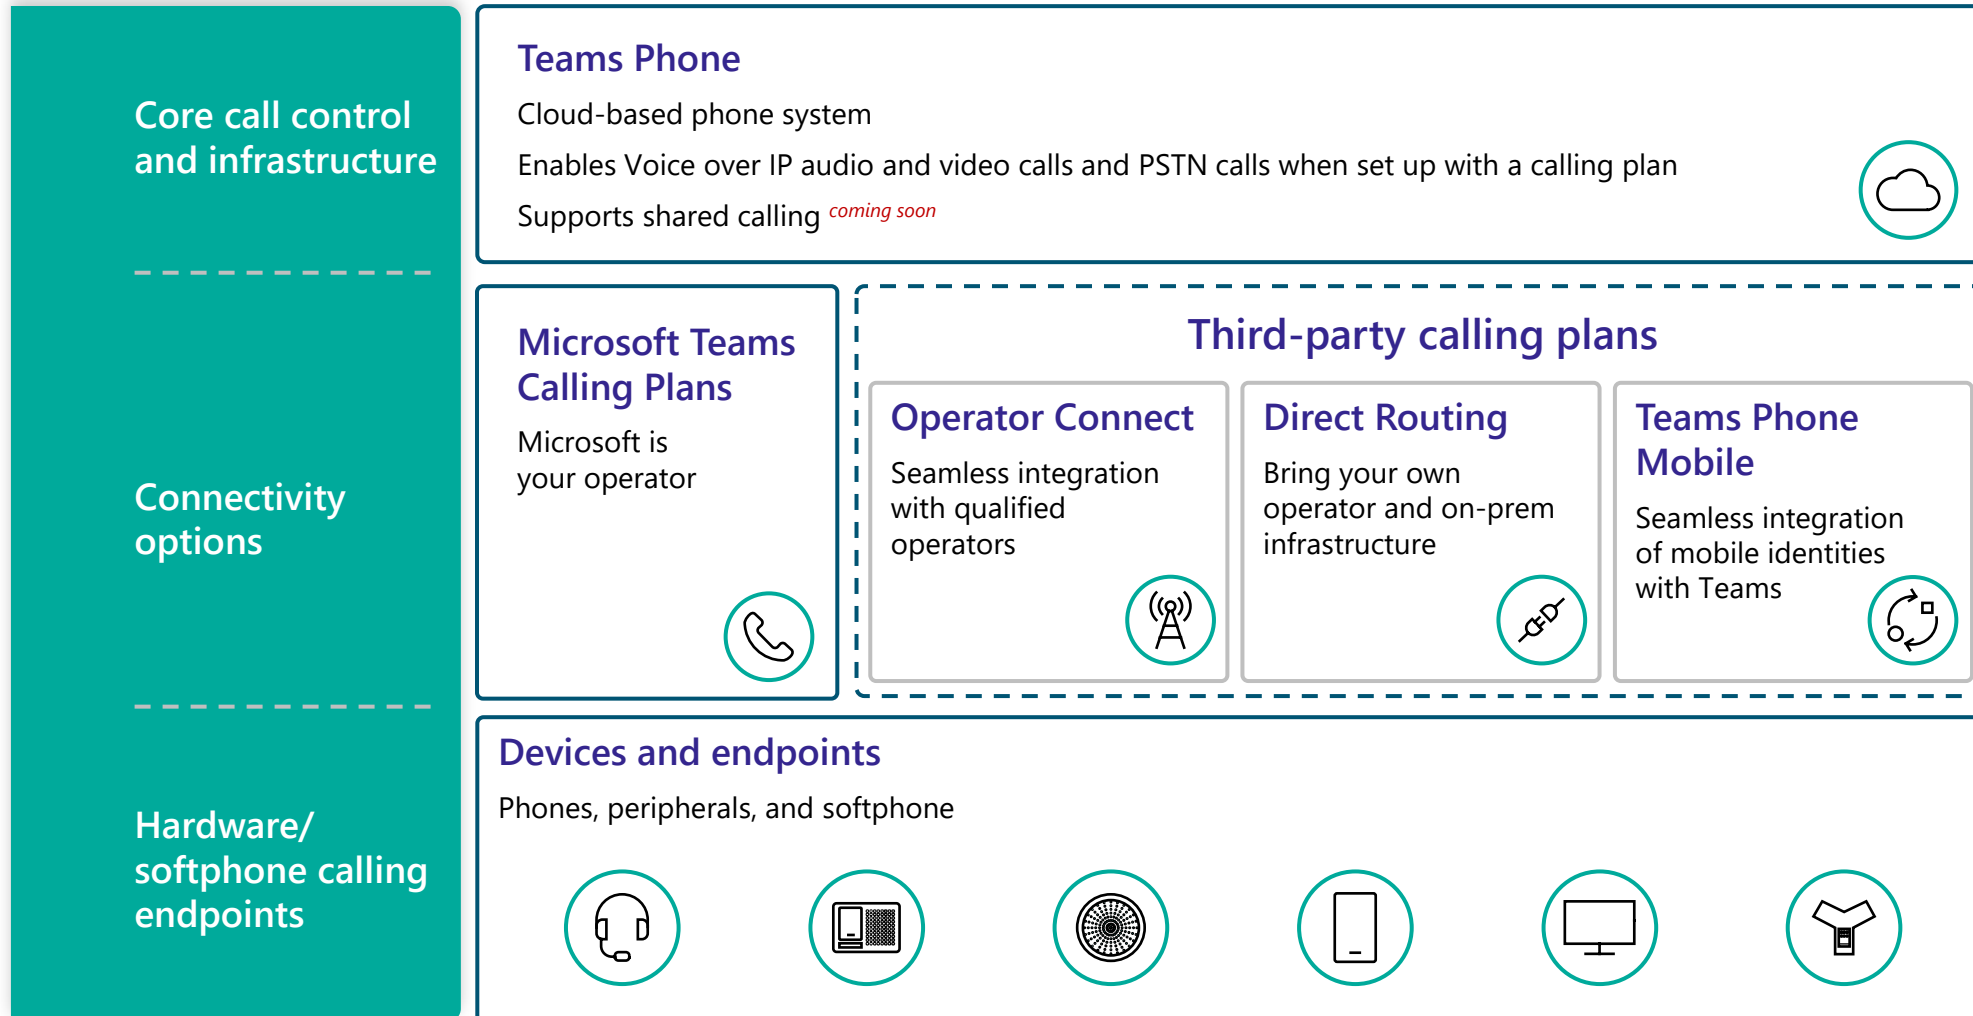 Core call control
and infrastructure
Teams Phone
Cloud-based phone system
Enables Voice over IP audio and video calls and PSTN calls when set up with a calling plan
Supports shared calling coming soon
Connectivity
options
Microsoft Teams
Calling Plans
Microsoft is
your operator
Third-party calling plans
Operator Connect
Seamless integration
with qualified
operators
Direct Routing
Bring your own
operator and on-prem
infrastructure
Teams Phone
Mobile
Seamless integration
of mobile identities
with Teams
Hardware/
softphone calling
endpoints
Devices and endpoints
Phones, peripherals, and softphone